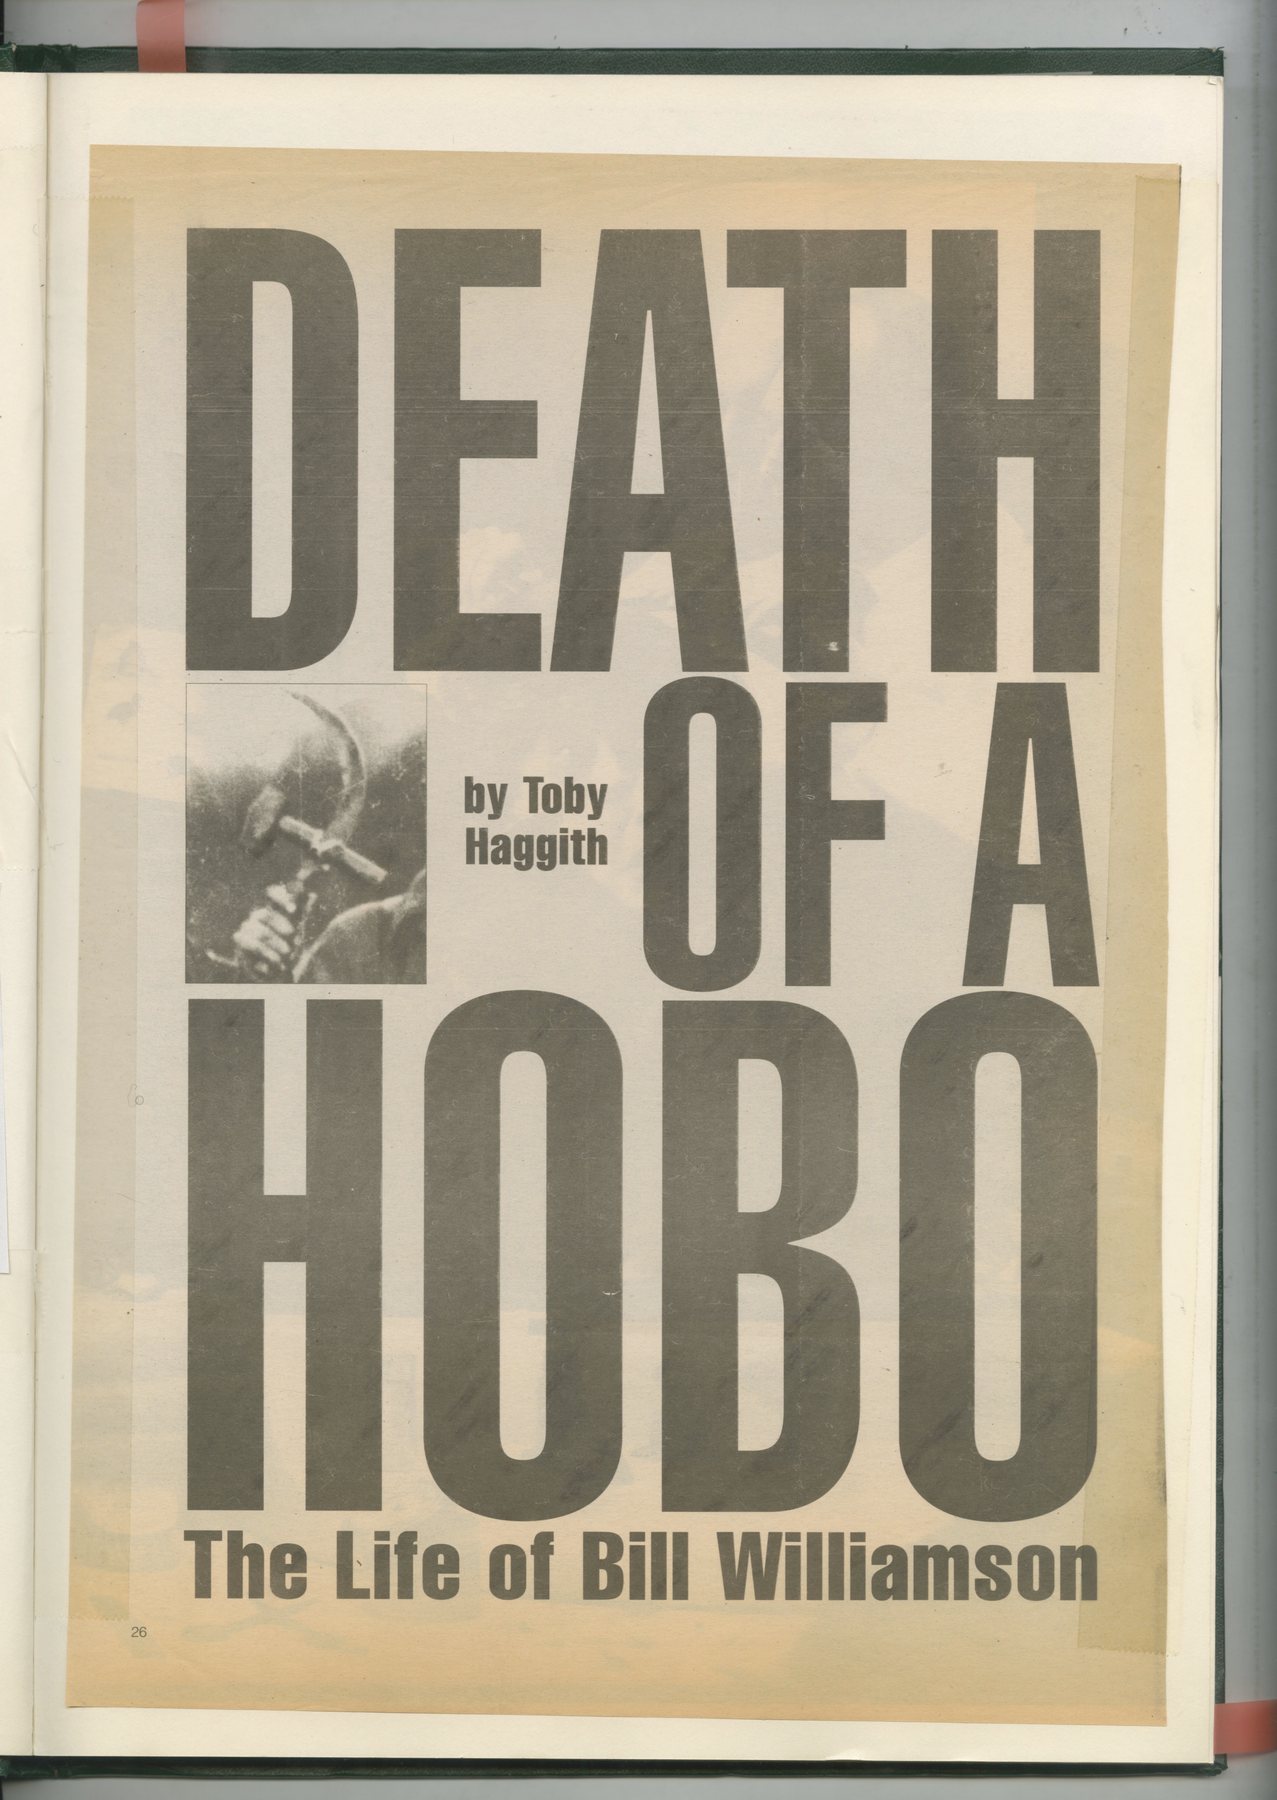 DEATH
by Toby
Haggith
OF A
HOBO
The Life of Bill Williamson
26